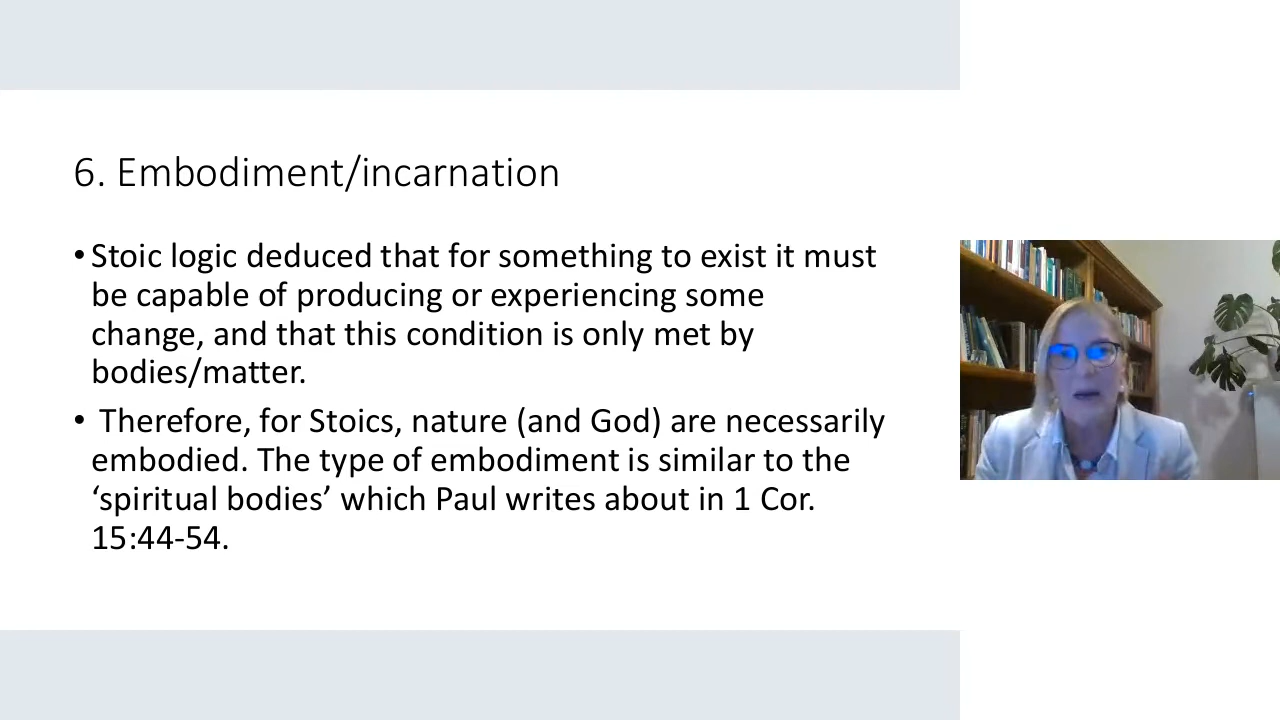 6. Embodiment/incarnation
• Stoic logic deduced that for something to exist it must
be capable of producing or experiencing some
change, and that this condition is only met by
bodies/matter.
• Therefore, for Stoics, nature (and God) are necessarily
embodied. The type of embodiment is similar to the
‘spiritual bodies’ which Paul writes about in 1 Cor.
15:44-54.